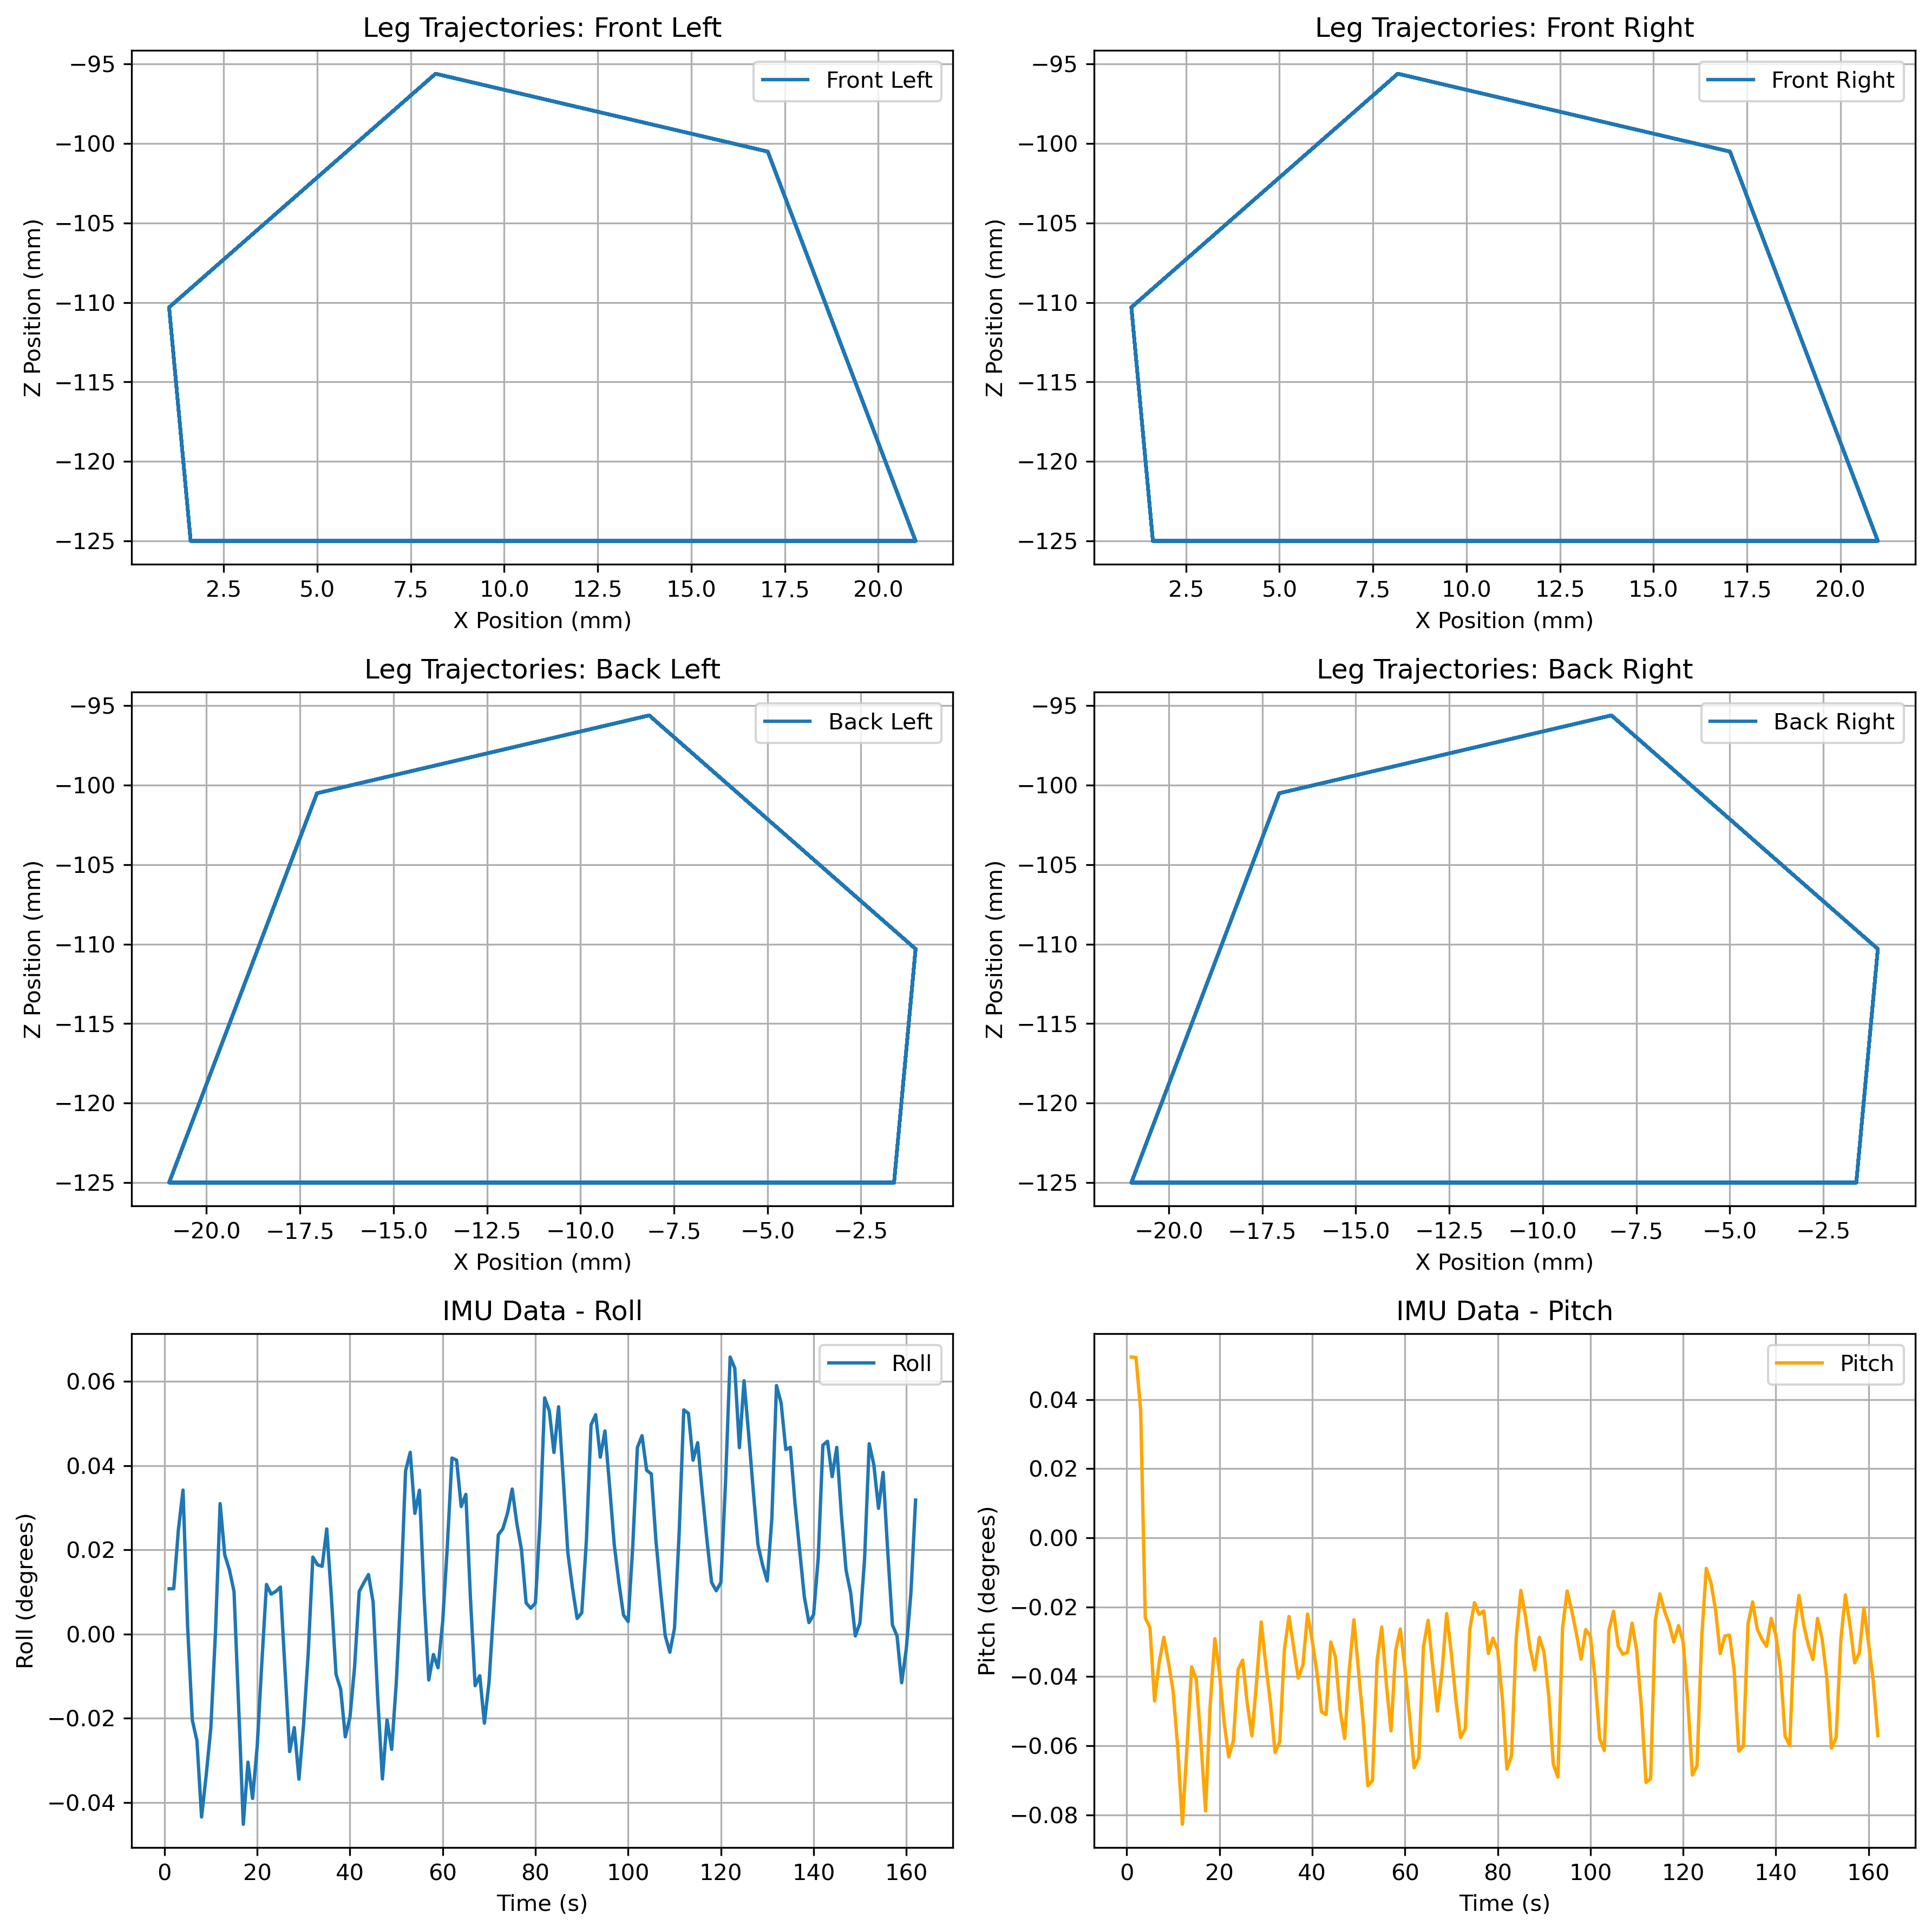 Leg Trajectories: Front Left
Front Left
Z Position (mm)
−95
−100
−105
−110
−115
−120
−125
2.5 5.0 7.5 10.0 12.5 15.0 17.5 20.0
X Position (mm)
Leg Trajectories: Front Right
Front Right
Z Position (mm)
−95
−100
−105
−110
−115
−120
−125
2.5 5.0 7.5 10.0 12.5 15.0 17.5 20.0
X Position (mm)
Leg Trajectories: Back Left
Back Left
Z Position (mm)
−95
−100
−105
−110
−115
−120
−125
−20.0 −17.5 −15.0 −12.5 −10.0 −7.5 −5.0 −2.5
X Position (mm)
Leg Trajectories: Back Right
Back Right
Z Position (mm)
−95
−100
−105
−110
−115
−120
−125
−20.0 −17.5 −15.0 −12.5 −10.0 −7.5 −5.0 −2.5
X Position (mm)
IMU Data - Roll
Roll
Roll (degrees)
0.06
0.04
0.02
0.00
−0.02
−0.04
0 20 40 60 80 100 120 140 160
Time (s)
IMU Data - Pitch
Pitch
Pitch (degrees)
0.04
0.02
0.00
−0.02
−0.04
−0.06
−0.08
0 20 40 60 80 100 120 140 160
Time (s)